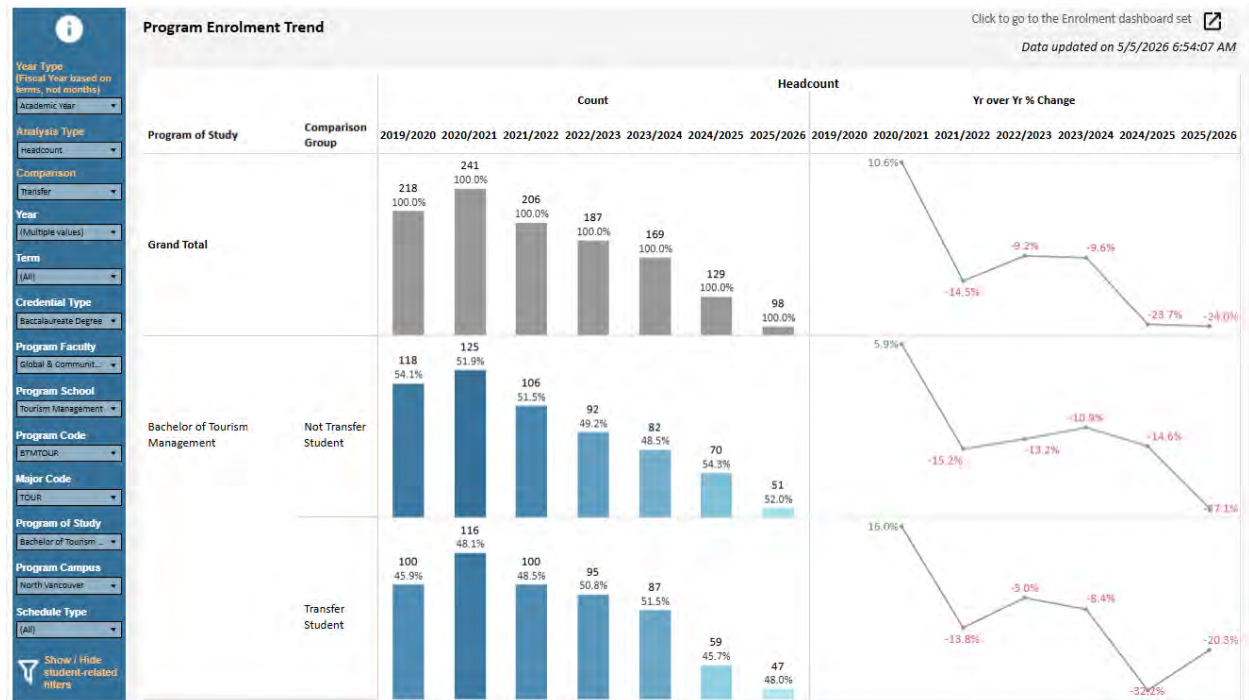 Program Enrolment Trend
Click to go to the Enrolment dashboard set
Data updated on 5/5/2026 6:54:07 AM
Year Type
(Fiscal Year based on
terms, not months)
Academic Year
Analysis Type
Headcount
Comparison
Transfer
Year
(Multiple values)
Term
(All)
Credential Type
Baccalaureate Degree
Program Faculty
Global & Communit...
Program School
Tourism Management
Program Code
BTMTOUR
Major Code
TOUR
Program of Study
Bachelor of Tourism ...
Program Campus
North Vancouver
Schedule Type
(All)
Show / Hide
student-related
filters
Headcount
Count
Yr over Yr % Change
Program of Study
Comparison
Group
2019/2020 2020/2021 2021/2022 2022/2023 2023/2024 2024/2025 2025/2026 2019/2020 2020/2021 2021/2022 2022/2023 2023/2024 2024/2025 2025/2026
Grand Total
218
100.0%
241
100.0%
206
100.0%
187
100.0%
169
100.0%
129
100.0%
98
100.0%
10.6%
-14.5%
-9.2%
-9.6%
-23.7%
-24.0%
Bachelor of Tourism
Management
Not Transfer
Student
118
54.1%
125
51.9%
106
51.5%
92
49.2%
82
48.5%
70
54.3%
51
52.0%
5.9%
-15.2%
-13.2%
-10.9%
-14.6%
-27.1%
Transfer
Student
100
45.9%
116
48.1%
100
48.5%
95
50.8%
87
51.5%
59
45.7%
47
48.0%
16.0%
-13.8%
-5.0%
-8.4%
-32.2%
-20.3%